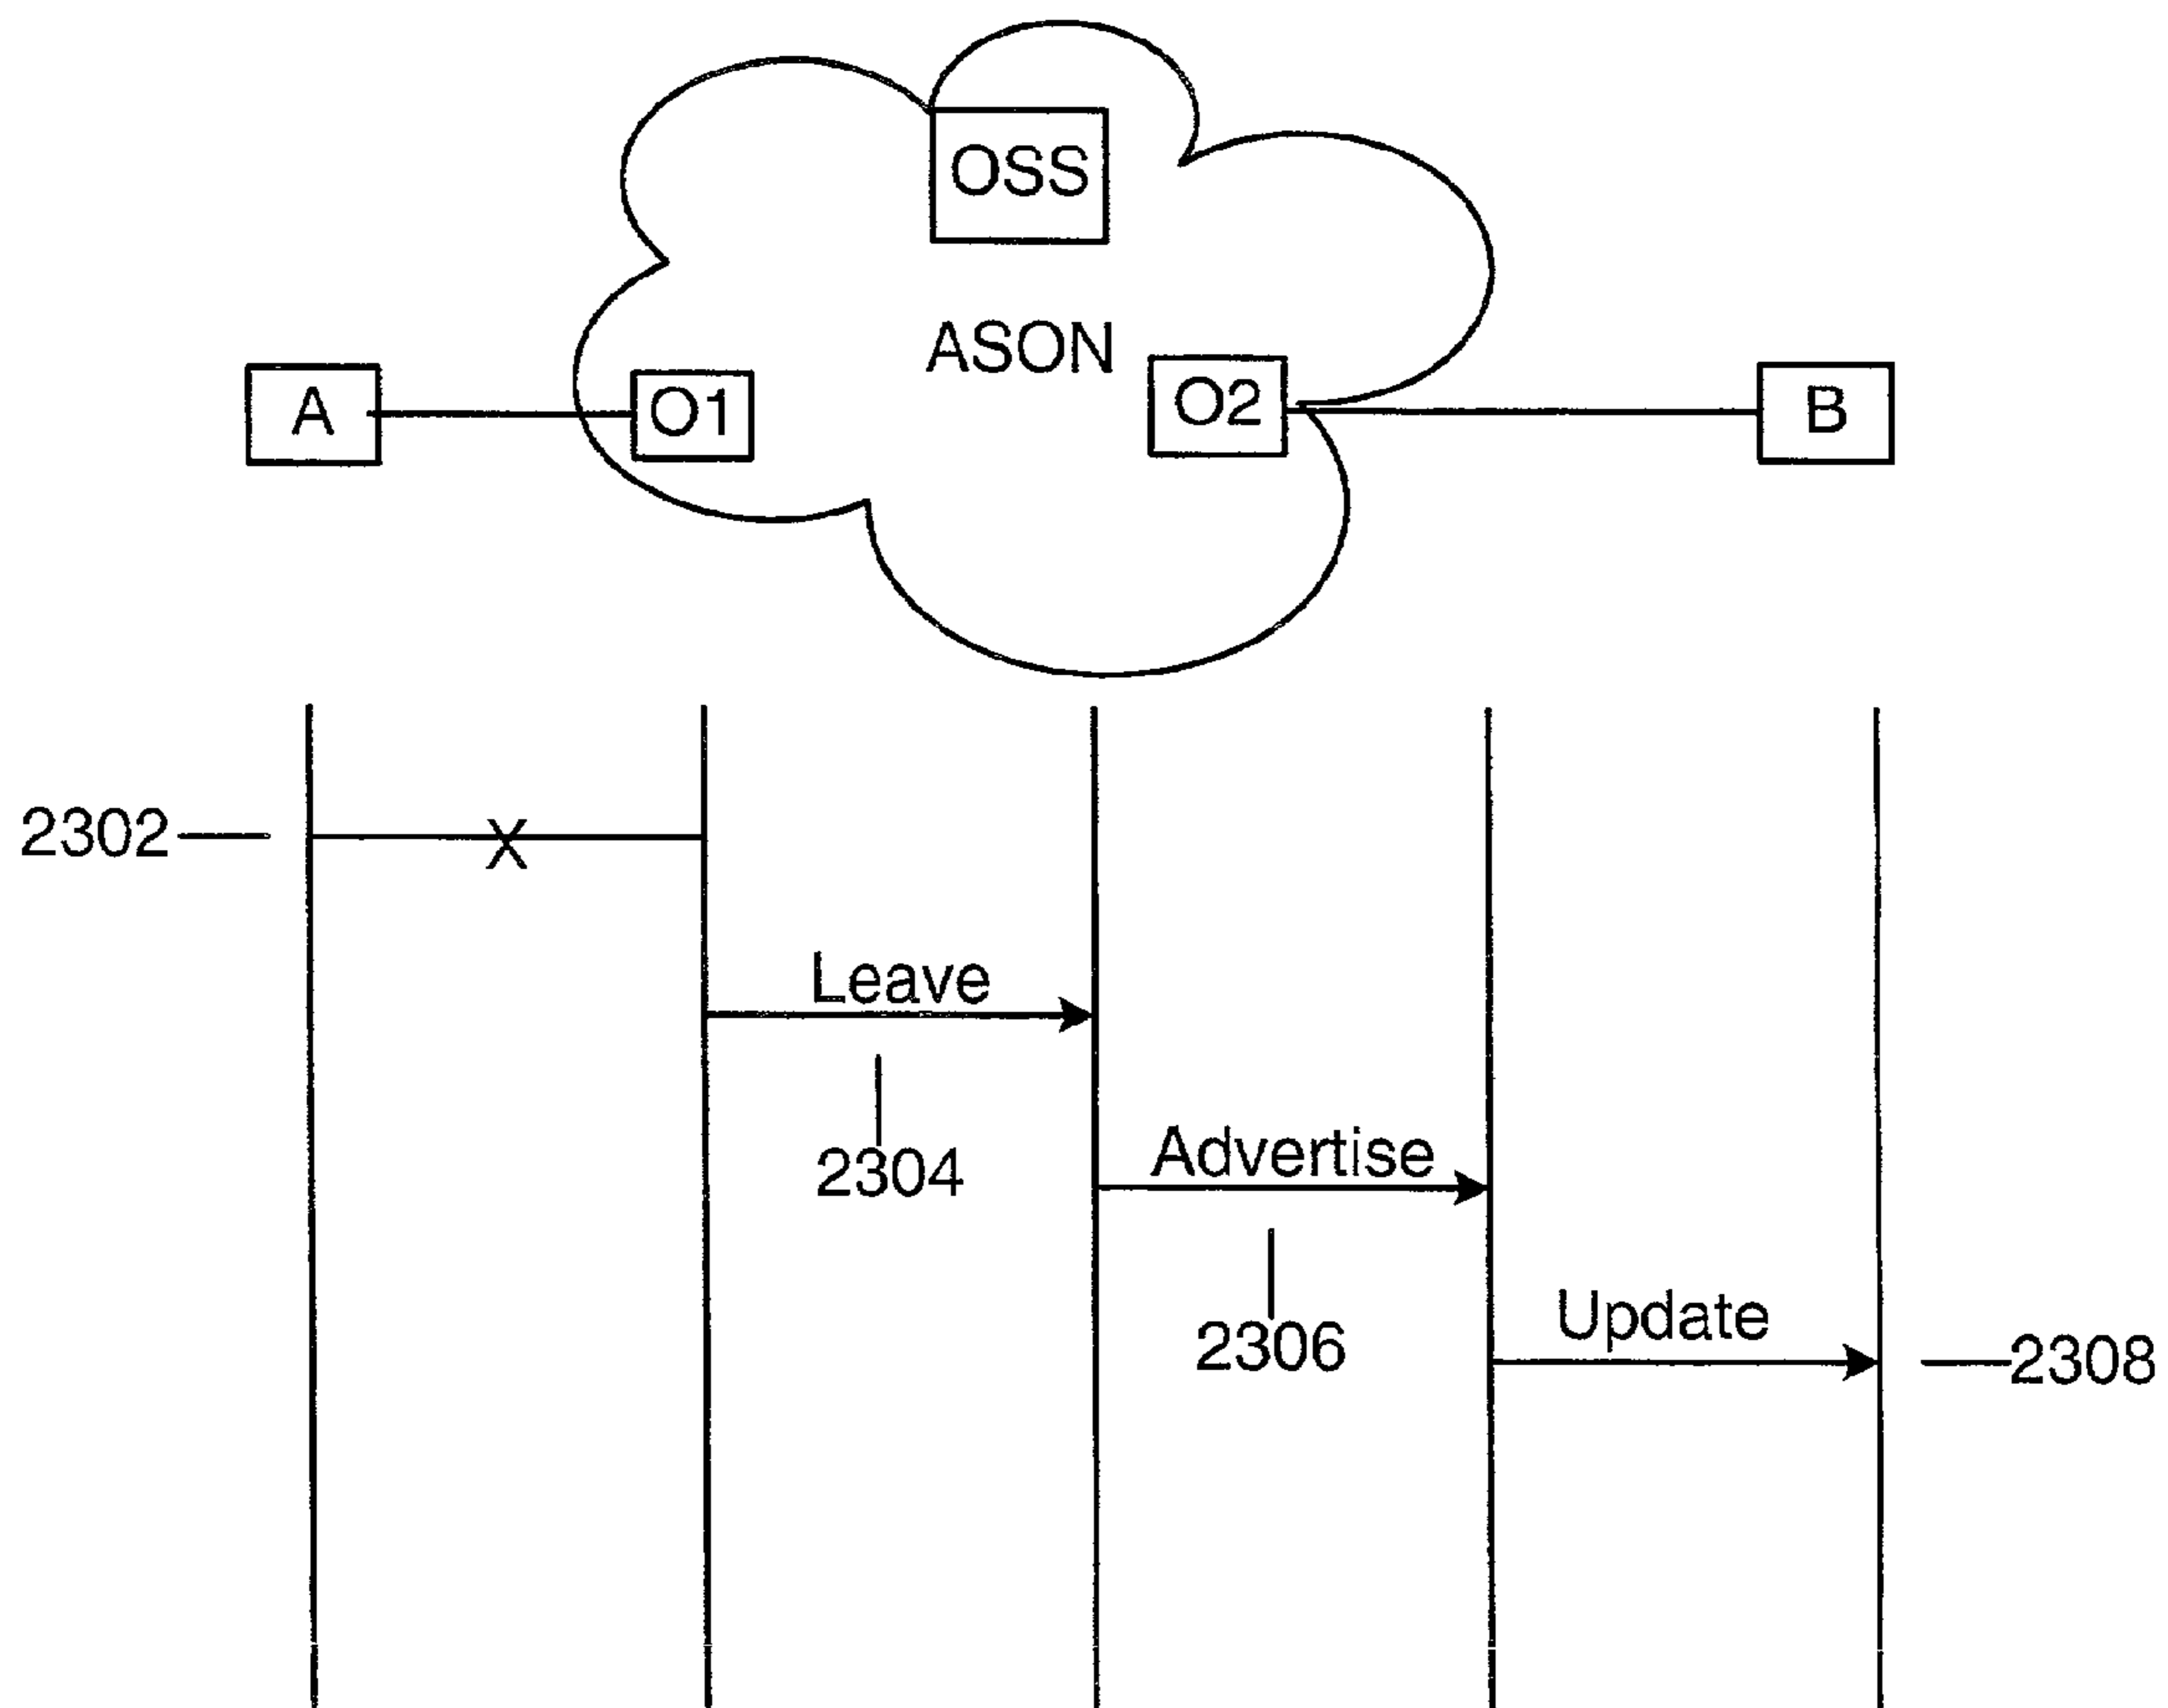 OSS
ASON
A
O1
O2
B
2302
X
Leave
2304
Advertise
2306
Update
2308